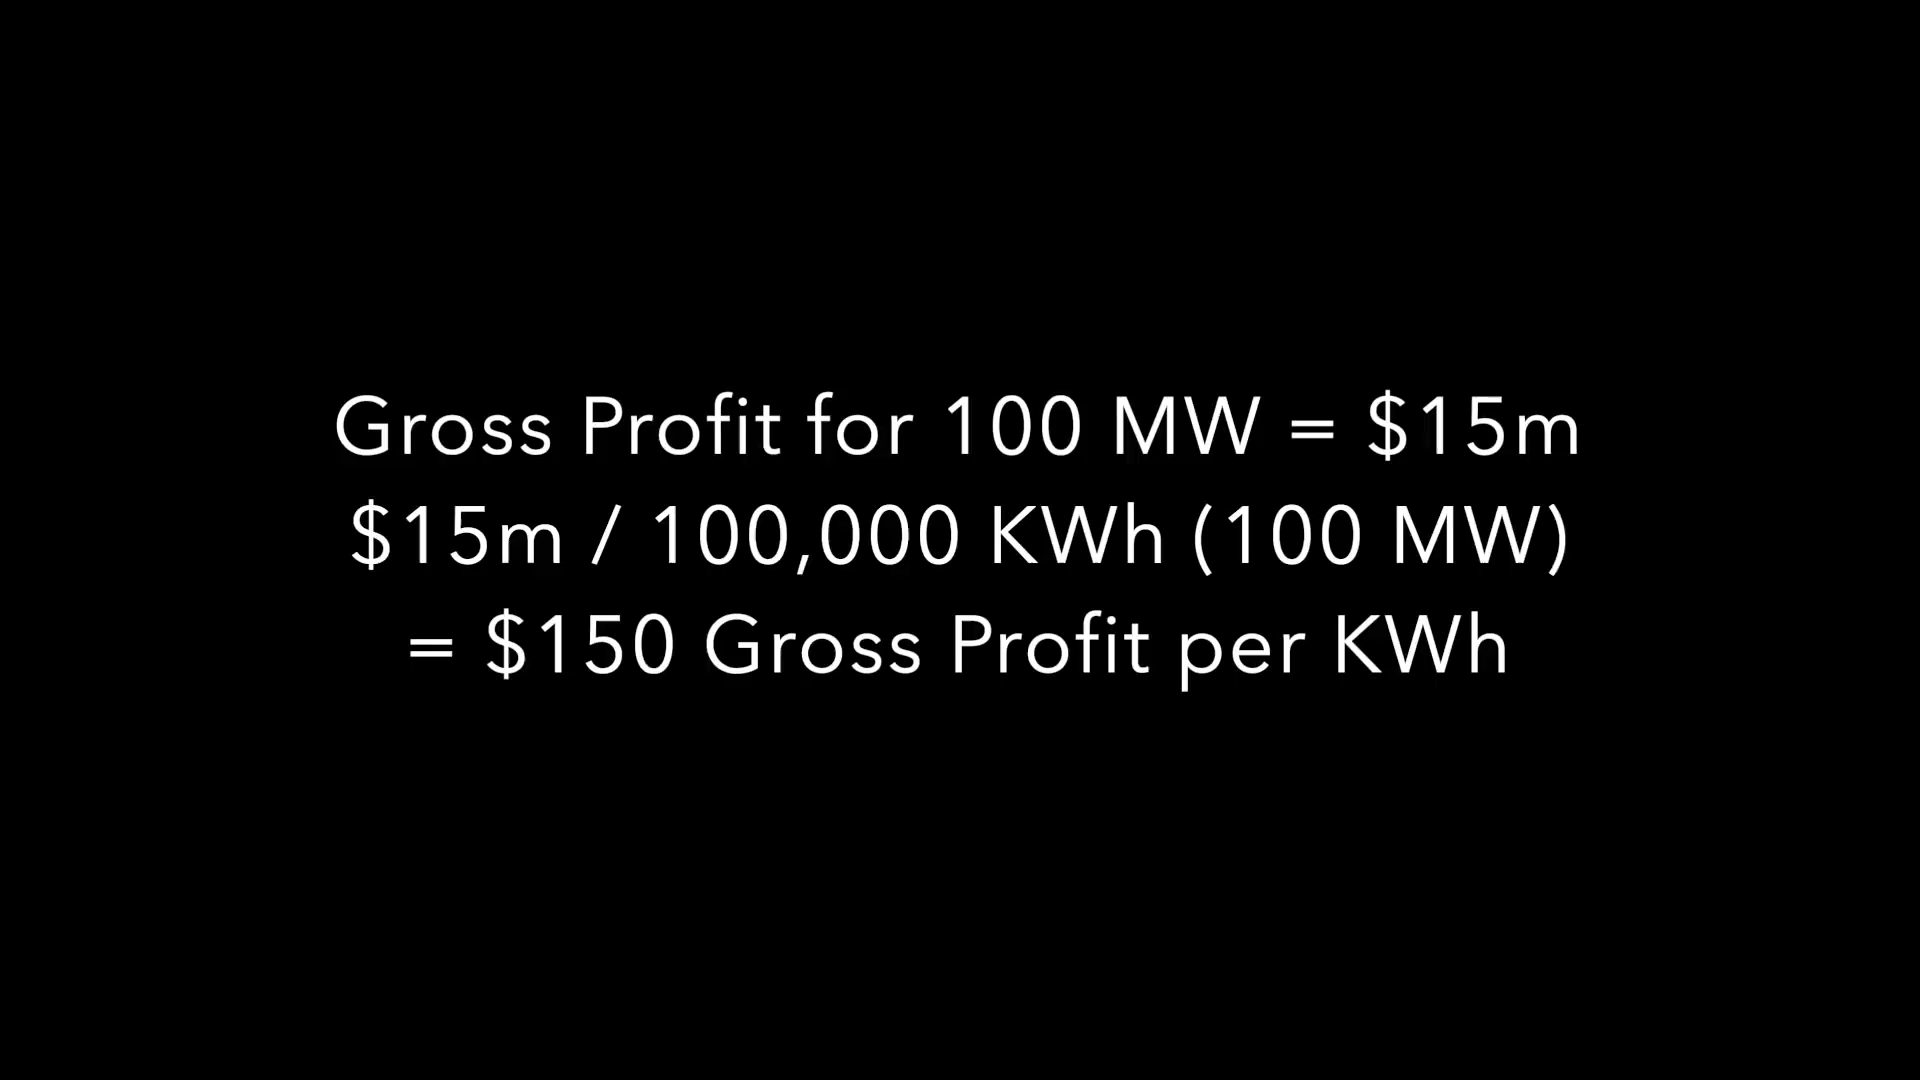 Gross Profit for 100 MW = $15m
$15m / 100,000 KWh (100 MW)
= $150 Gross Profit per KWh